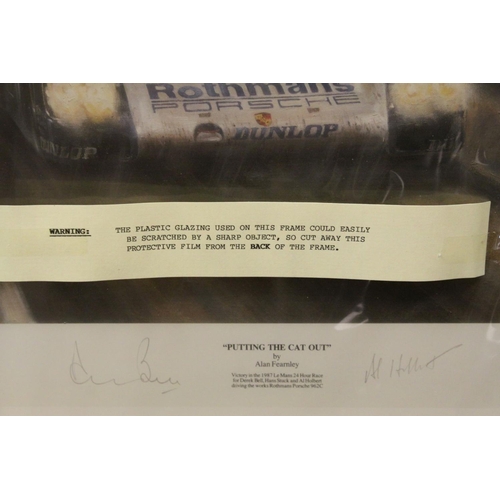 Rothmans
PORSCHE
DUNLOP
DUNLOP
WARNING: THE PLASTIC GLAZING USED ON THIS FRAME COULD EASILY
BE SCRATCHED BY A SHARP OBJECT, SO CUT AWAY THIS
PROTECTIVE FILM FROM THE BACK OF THE FRAME.
"PUTTING THE CAT OUT"
by
Alan Fearnley
Victory in the 1987 Le Mans 24 Hour Race
for Derek Bell, Hans Stuck and Al Holbert
driving the works Rothmans Porsche 962C
Al Holbert